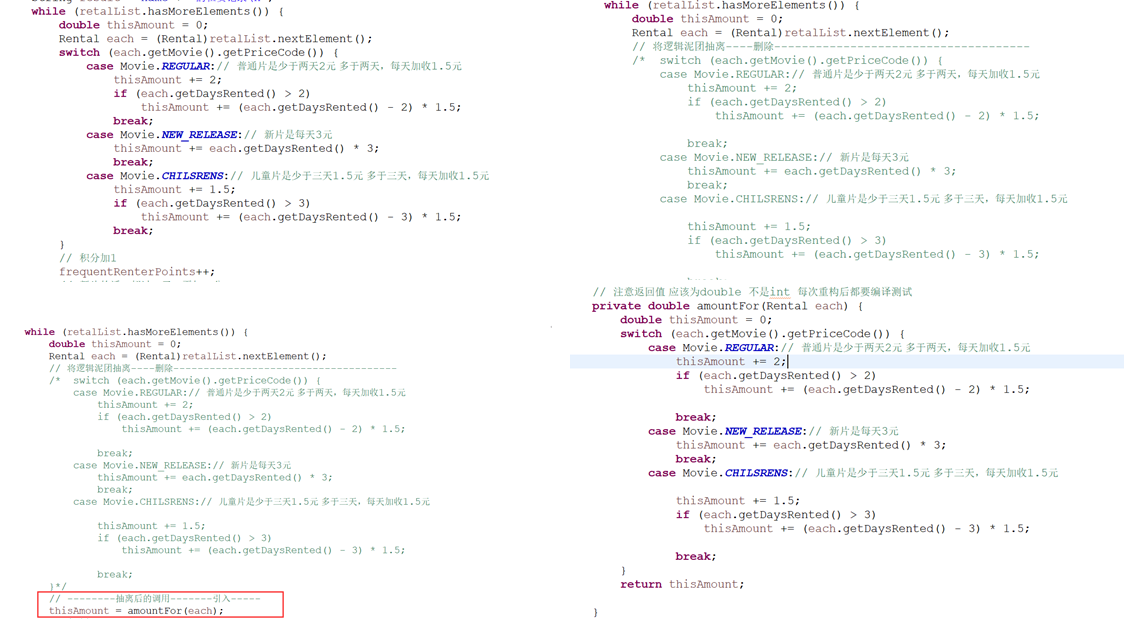 while (retalList.hasMoreElements()) {
double thisAmount = 0;
Rental each = (Rental)retalList.nextElement();
switch (each.getMovie().getPriceCode()) {
case Movie.REGULAR:// 普通片是少于两天2元 多于两天，每天加收1.5元
thisAmount += 2;
if (each.getDaysRented() > 2)
thisAmount += (each.getDaysRented() - 2) * 1.5;
break;
case Movie.NEW_RELEASE:// 新片是每天3元
thisAmount += each.getDaysRented() * 3;
break;
case Movie.CHILSRENS:// 儿童片是少于三天1.5元 多于三天，每天加收1.5元
thisAmount += 1.5;
if (each.getDaysRented() > 3)
thisAmount += (each.getDaysRented() - 3) * 1.5;
break;
}
// 积分加1
frequentRenterPoints++;
while (retalList.hasMoreElements()) {
double thisAmount = 0;
Rental each = (Rental)retalList.nextElement();
// 将逻辑泥团抽离----删除-------------------------------------
/*  switch (each.getMovie().getPriceCode()) {
case Movie.REGULAR:// 普通片是少于两天2元 多于两天，每天加收1.5元
thisAmount += 2;
if (each.getDaysRented() > 2)
thisAmount += (each.getDaysRented() - 2) * 1.5;
break;
case Movie.NEW_RELEASE:// 新片是每天3元
thisAmount += each.getDaysRented() * 3;
break;
case Movie.CHILSRENS:// 儿童片是少于三天1.5元 多于三天，每天加收1.5元
thisAmount += 1.5;
if (each.getDaysRented() > 3)
thisAmount += (each.getDaysRented() - 3) * 1.5;
while (retalList.hasMoreElements()) {
double thisAmount = 0;
Rental each = (Rental)retalList.nextElement();
// 将逻辑泥团抽离----删除-------------------------------------
/*  switch (each.getMovie().getPriceCode()) {
case Movie.REGULAR:// 普通片是少于两天2元 多于两天，每天加收1.5元
thisAmount += 2;
if (each.getDaysRented() > 2)
thisAmount += (each.getDaysRented() - 2) * 1.5;
break;
case Movie.NEW_RELEASE:// 新片是每天3元
thisAmount += each.getDaysRented() * 3;
break;
case Movie.CHILSRENS:// 儿童片是少于三天1.5元 多于三天，每天加收1.5元
thisAmount += 1.5;
if (each.getDaysRented() > 3)
thisAmount += (each.getDaysRented() - 3) * 1.5;
break;
}*/
// --------抽离后的调用-------引入-----
thisAmount = amountFor(each);
// 注意返回值 应该为double 不是int 每次重构后都要编译测试
private double amountFor(Rental each) {
double thisAmount = 0;
switch (each.getMovie().getPriceCode()) {
case Movie.REGULAR:// 普通片是少于两天2元 多于两天，每天加收1.5元
thisAmount += 2;
if (each.getDaysRented() > 2)
thisAmount += (each.getDaysRented() - 2) * 1.5;
break;
case Movie.NEW_RELEASE:// 新片是每天3元
thisAmount += each.getDaysRented() * 3;
break;
case Movie.CHILSRENS:// 儿童片是少于三天1.5元 多于三天，每天加收1.5元
thisAmount += 1.5;
if (each.getDaysRented() > 3)
thisAmount += (each.getDaysRented() - 3) * 1.5;
break;
}
return thisAmount;
}